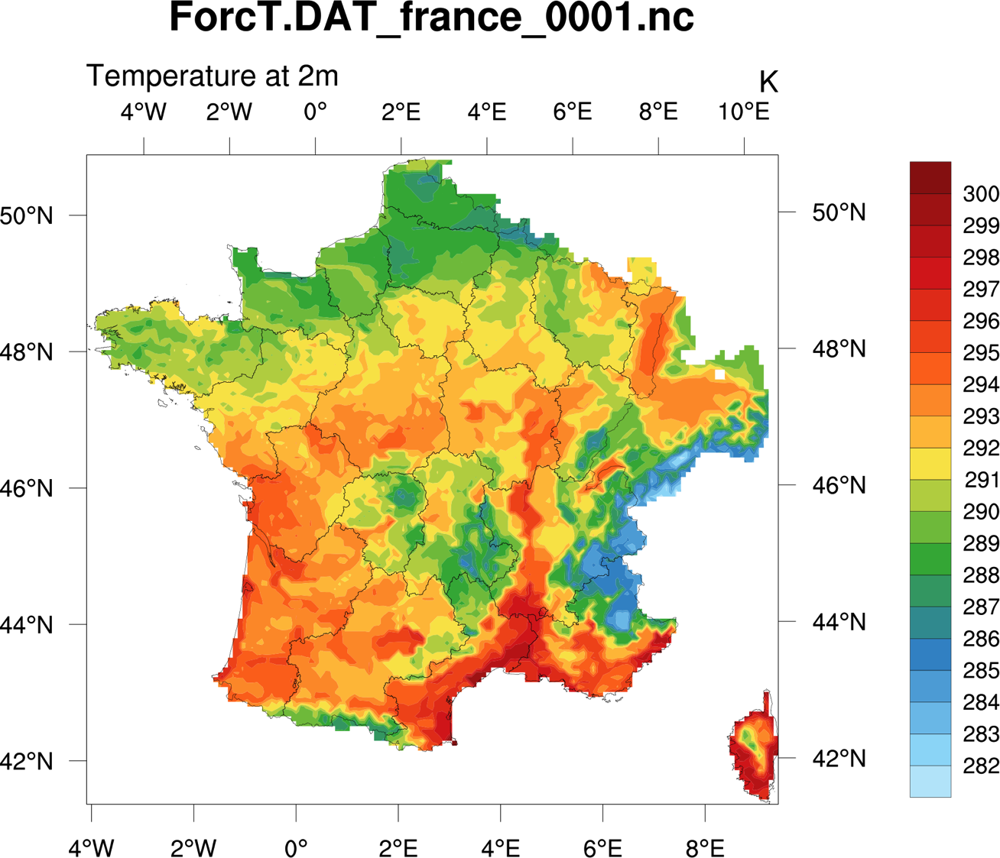 ForcT.DAT_france_0001.nc
Temperature at 2m K
4°W 2°W 0° 2°E 4°E 6°E 8°E 10°E
50°N 50°N
48°N 48°N
46°N 46°N
44°N 44°N
42°N 42°N
4°W 2°W 0° 2°E 4°E 6°E 8°E
300
299
298
297
296
295
294
293
292
291
290
289
288
287
286
285
284
283
282